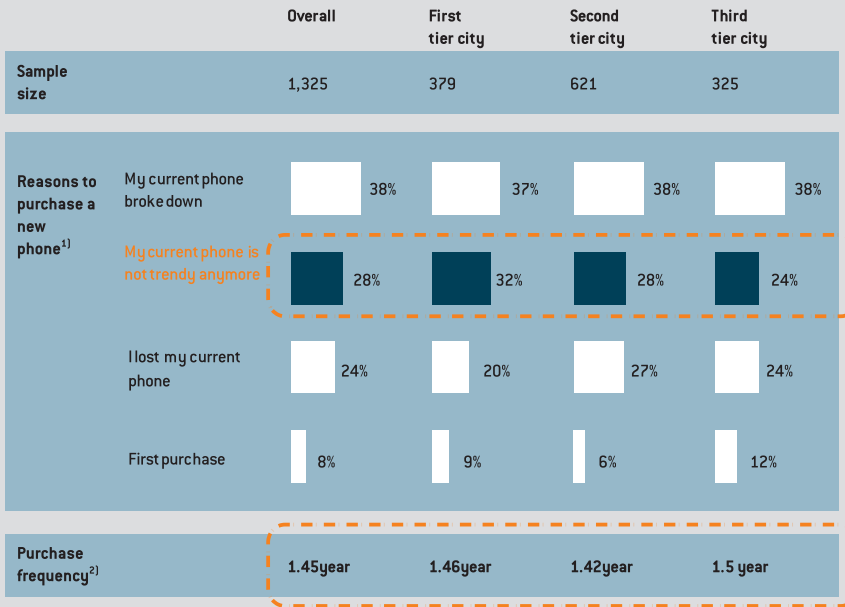 Overall
First
tier city
Second
tier city
Third
tier city
Sample
size
1,325
379
621
325
Reasons to
purchase a
new
phone1)
My current phone
broke down
38%
37%
38%
38%
My current phone is
not trendy anymore
28%
32%
28%
24%
I lost my current
phone
24%
20%
27%
24%
First purchase
8%
9%
6%
12%
Purchase
frequency2)
1.45year
1.46year
1.42year
1.5 year